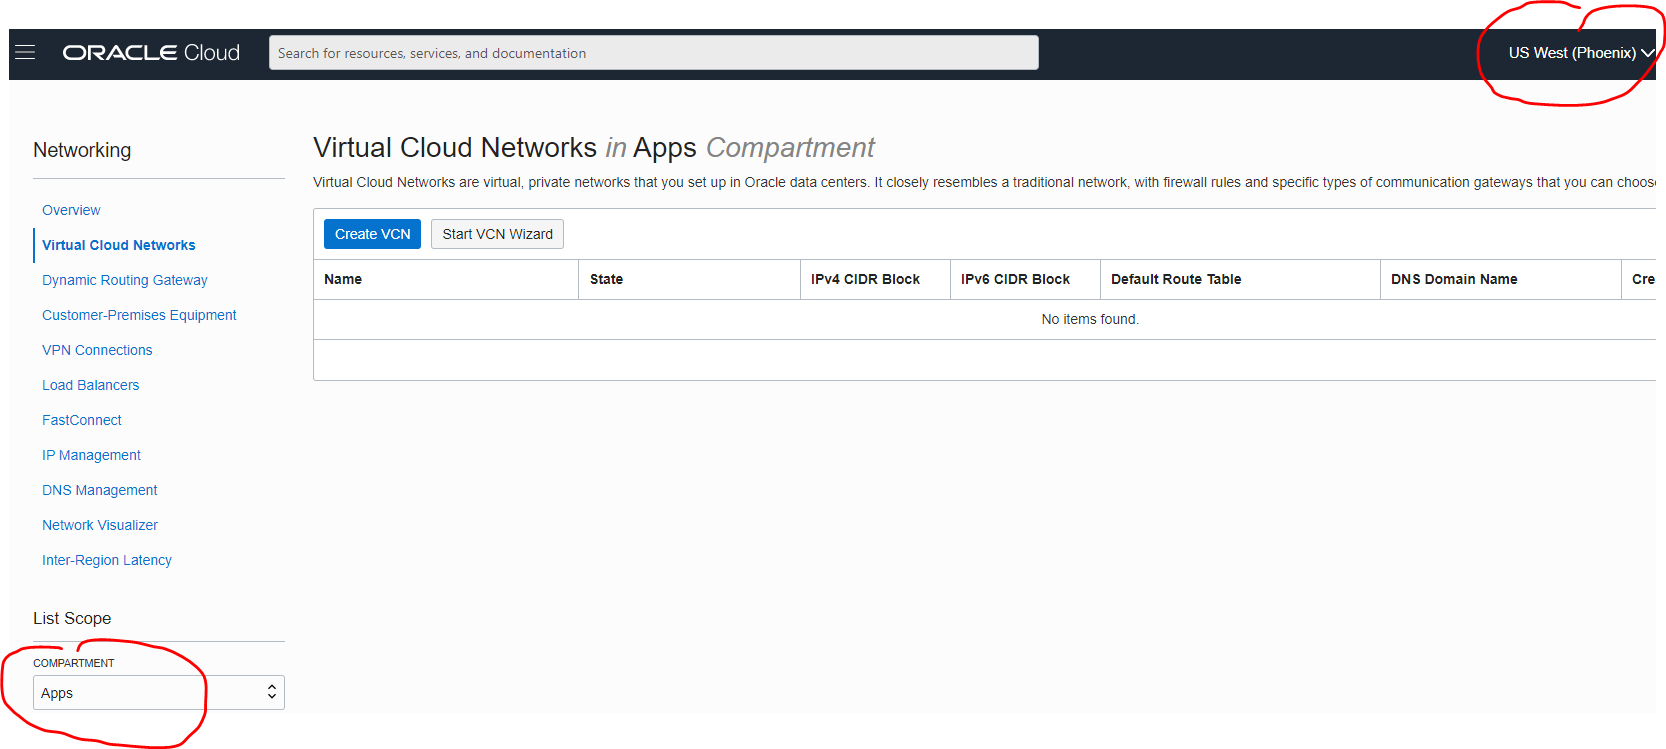 ORACLE Cloud
Search for resources, services, and documentation
US West (Phoenix)
Networking
Overview
Virtual Cloud Networks
Dynamic Routing Gateway
Customer-Premises Equipment
VPN Connections
Load Balancers
FastConnect
IP Management
DNS Management
Network Visualizer
Inter-Region Latency
List Scope
COMPARTMENT
Apps
Virtual Cloud Networks in Apps Compartment
Virtual Cloud Networks are virtual, private networks that you set up in Oracle data centers. It closely resembles a traditional network, with firewall rules and specific types of communication gateways that you can choose
Create VCN Start VCN Wizard
Name State IPv4 CIDR Block IPv6 CIDR Block Default Route Table DNS Domain Name Cre
No items found.